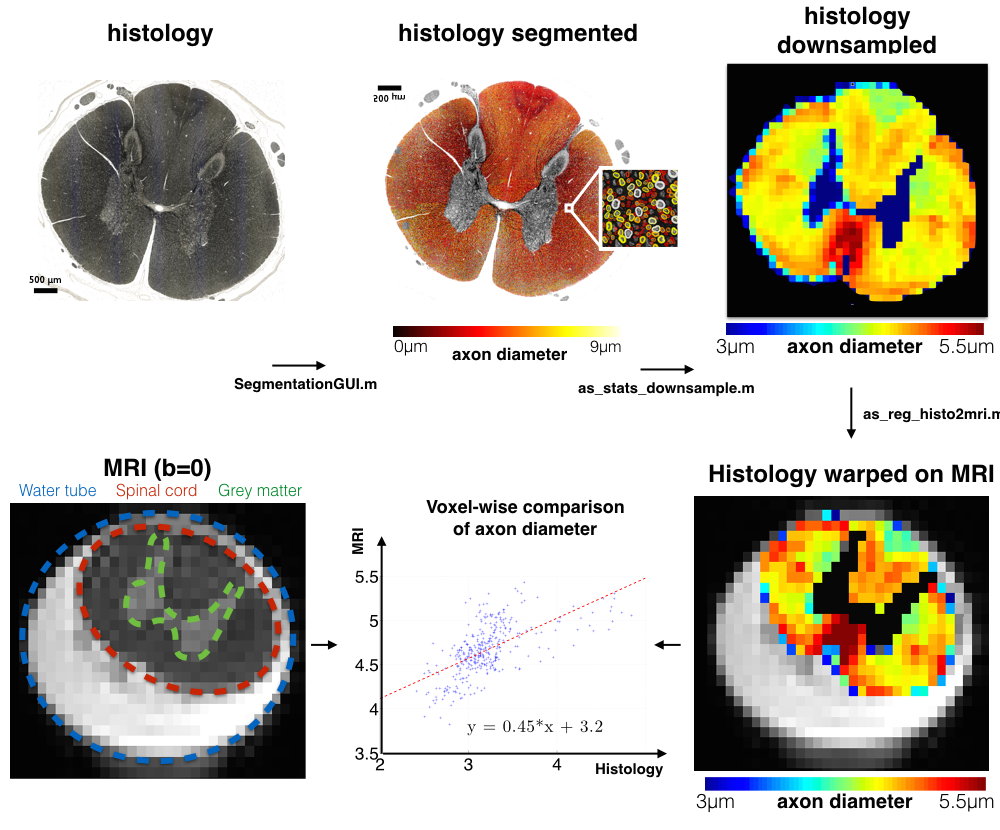 histology
histology segmented
histology
downsampled
500 µm
200 µm
0µm
axon diameter
9µm
3µm
axon diameter
5.5µm
SegmentationGUI.m
as_stats_downsample.m
as_reg_histo2mri.m
MRI (b=0)
Water tube
Spinal cord
Grey matter
Voxel-wise comparison
of axon diameter
MRI
5.5
5
4.5
4
3.5
2
3
4
Histology
y = 0.45*x + 3.2
Histology warped on MRI
3µm
axon diameter
5.5µm